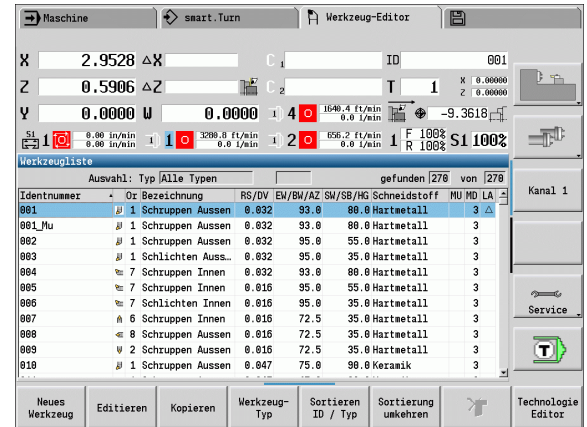 Maschine smart.Turn Werkzeug-Editor
X 2.9528 ΔX C 1 ID 001
Z 0.5906 ΔZ C 2 T 1 X 0.00000
Z 0.00000
Y 0.0000 U 0.0000 4 0 1640.4 ft/min
0.0 1/min -9.3618
S1 1 0.00 in/min
0.00 in/min 1 0 3280.8 ft/min
0.0 1/min 2 0 656.2 ft/min
0.0 1/min 1 F 100%
R 100% S1 100%
Werkzeugliste
Auswahl: Typ Alle Typen gefunden 270 von 270
Identnummer Or Bezeichnung RS/DV EW/BW/AZ SW/SB/HG Schneidstoff MU MD LA
001 1 Schruppen Aussen 0.032 93.0 80.0 Hartmetall 3 Δ
001_Mu 1 Schruppen Aussen 0.032 93.0 80.0 Hartmetall 3
002 1 Schruppen Aussen 0.032 95.0 55.0 Hartmetall 3
003 1 Schlichten Auss… 0.032 95.0 35.0 Hartmetall 3
004 7 Schruppen Innen 0.032 93.0 80.0 Hartmetall 3
005 7 Schruppen Innen 0.016 95.0 55.0 Hartmetall 3
006 7 Schlichten Innen 0.016 95.0 35.0 Hartmetall 3
007 6 Schruppen Innen 0.016 72.5 35.0 Hartmetall 3
008 8 Schruppen Aussen 0.016 72.5 35.0 Hartmetall 3
009 2 Schruppen Aussen 0.016 72.5 35.0 Hartmetall 3
010 1 Schruppen Aussen 0.047 75.0 90.0 Keramik 3
Kanal 1
Service
T
Neues
Werkzeug
Editieren
Kopieren
Werkzeug-
Typ
Sortieren
ID / Typ
Sortierung
umkehren
Technologie
Editor